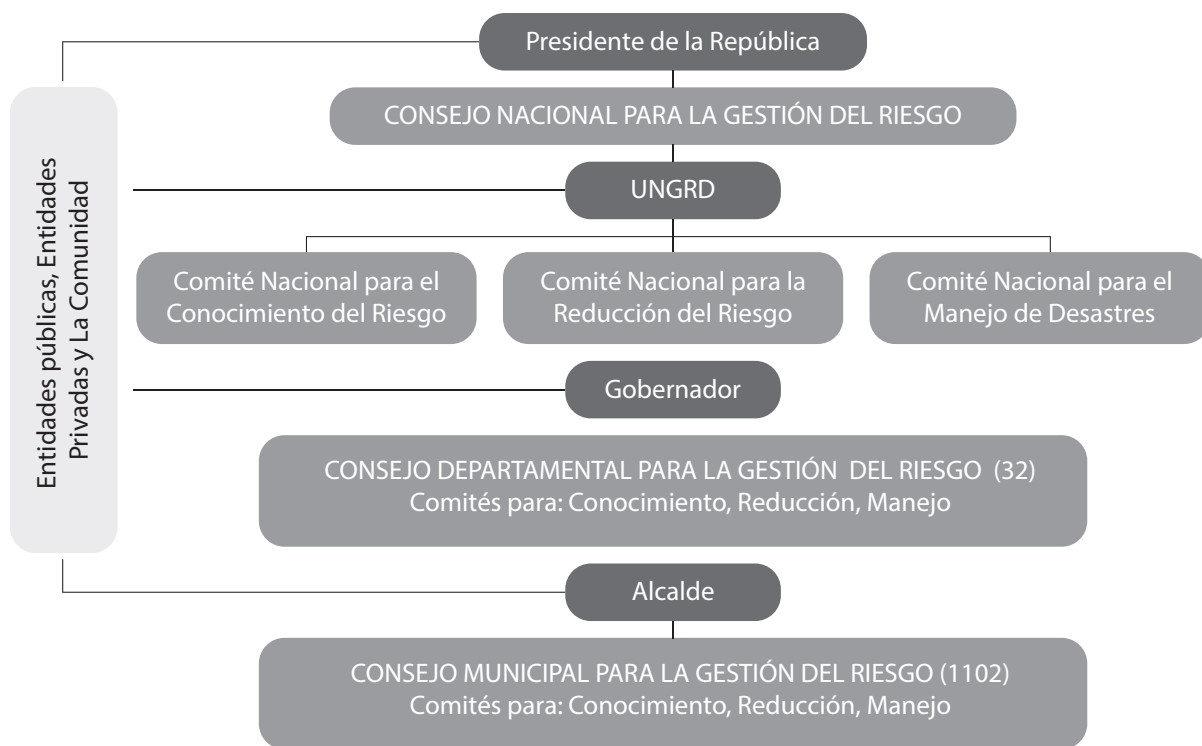 Presidente de la República
CONSEJO NACIONAL PARA LA GESTIÓN DEL RIESGO
UNGRD
Entidades públicas, Entidades
Privadas y La Comunidad
Comité Nacional para el
Conocimiento del Riesgo
Comité Nacional para la
Reducción del Riesgo
Comité Nacional para el
Manejo de Desastres
Gobernador
CONSEJO DEPARTAMENTAL PARA LA GESTIÓN DEL RIESGO (32)
Comités para: Conocimiento, Reducción, Manejo
Alcalde
CONSEJO MUNICIPAL PARA LA GESTIÓN DEL RIESGO (1102)
Comités para: Conocimiento, Reducción, Manejo